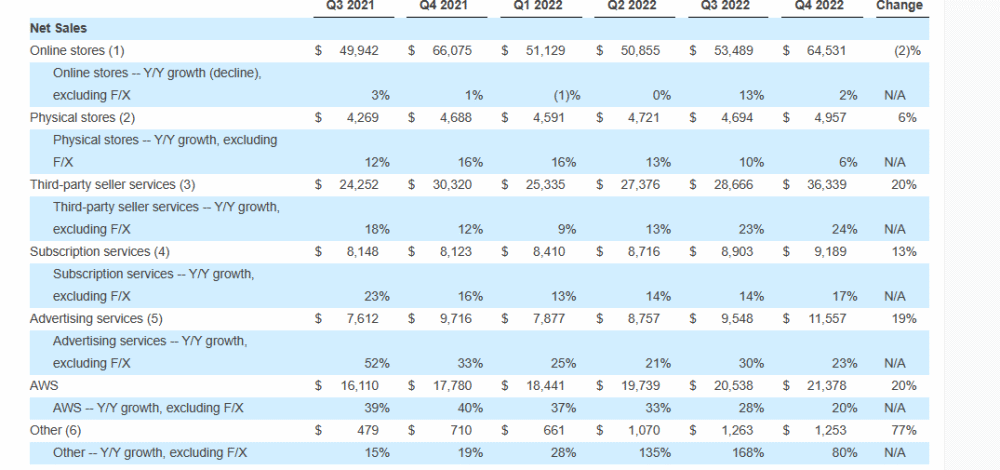 Q3 2021 Q4 2021 Q1 2022 Q2 2022 Q3 2022 Q4 2022 Change
Net Sales
Online stores (1) $ 49,942 $ 66,075 $ 51,129 $ 50,855 $ 53,489 $ 64,531 (2)%
Online stores -- Y/Y growth (decline),
excluding F/X 3% 1% (1)% 0% 13% 2% N/A
Physical stores (2) $ 4,269 $ 4,688 $ 4,591 $ 4,721 $ 4,694 $ 4,957 6%
Physical stores -- Y/Y growth, excluding
F/X 12% 16% 16% 13% 10% 6% N/A
Third-party seller services (3) $ 24,252 $ 30,320 $ 25,335 $ 27,376 $ 28,666 $ 36,339 20%
Third-party seller services -- Y/Y growth,
excluding F/X 18% 12% 9% 13% 23% 24% N/A
Subscription services (4) $ 8,148 $ 8,123 $ 8,410 $ 8,716 $ 8,903 $ 9,189 13%
Subscription services -- Y/Y growth,
excluding F/X 23% 16% 13% 14% 14% 17% N/A
Advertising services (5) $ 7,612 $ 9,716 $ 7,877 $ 8,757 $ 9,548 $ 11,557 19%
Advertising services -- Y/Y growth,
excluding F/X 52% 33% 25% 21% 30% 23% N/A
AWS $ 16,110 $ 17,780 $ 18,441 $ 19,739 $ 20,538 $ 21,378 20%
AWS -- Y/Y growth, excluding F/X 39% 40% 37% 33% 28% 20% N/A
Other (6) $ 479 $ 710 $ 661 $ 1,070 $ 1,263 $ 1,253 77%
Other -- Y/Y growth, excluding F/X 15% 19% 28% 135% 168% 80% N/A